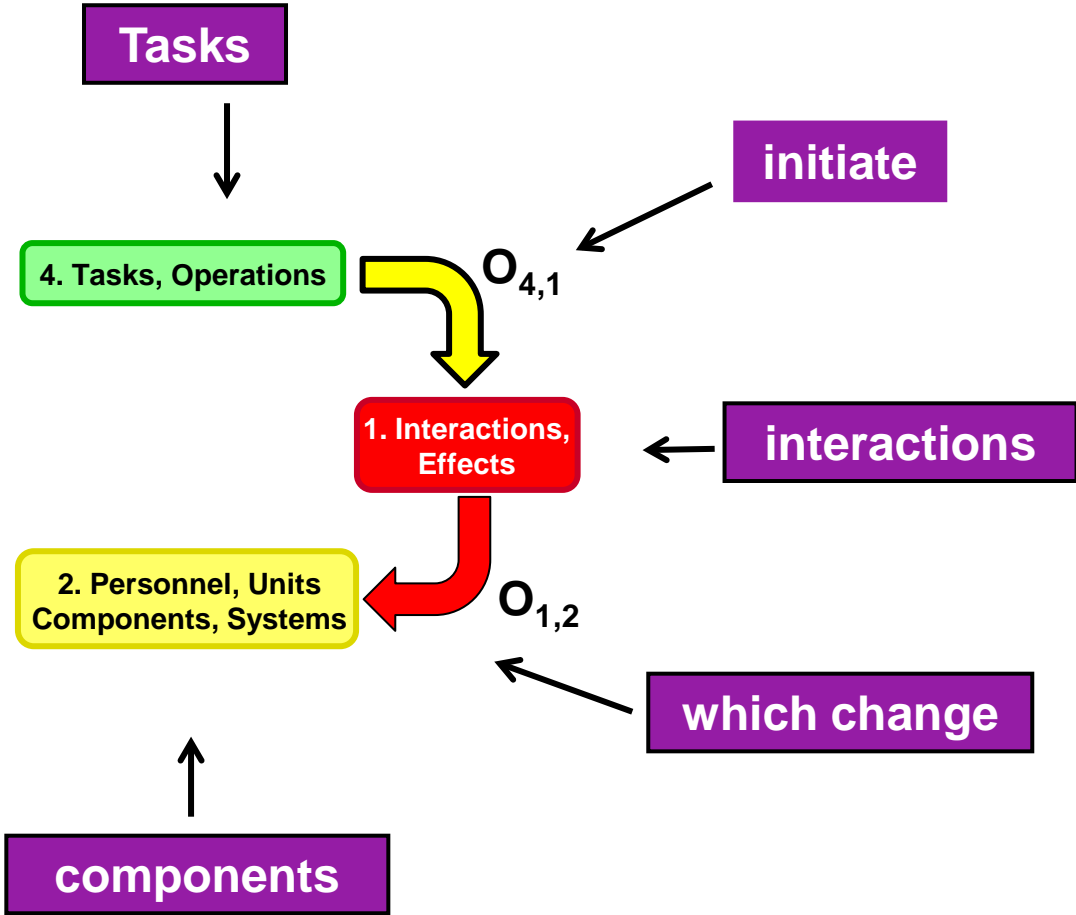 Tasks
initiate
4. Tasks, Operations
O4,1
1. Interactions,
Effects
interactions
2. Personnel, Units
Components, Systems
O1,2
which change
components